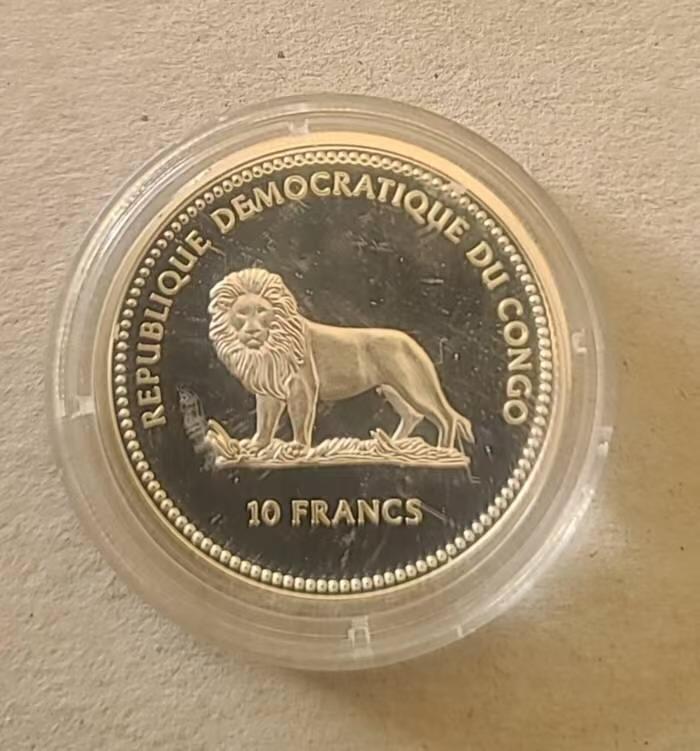 REPUBLIQUE DEMOCRATIQUE DU CONGO
10 FRANCS